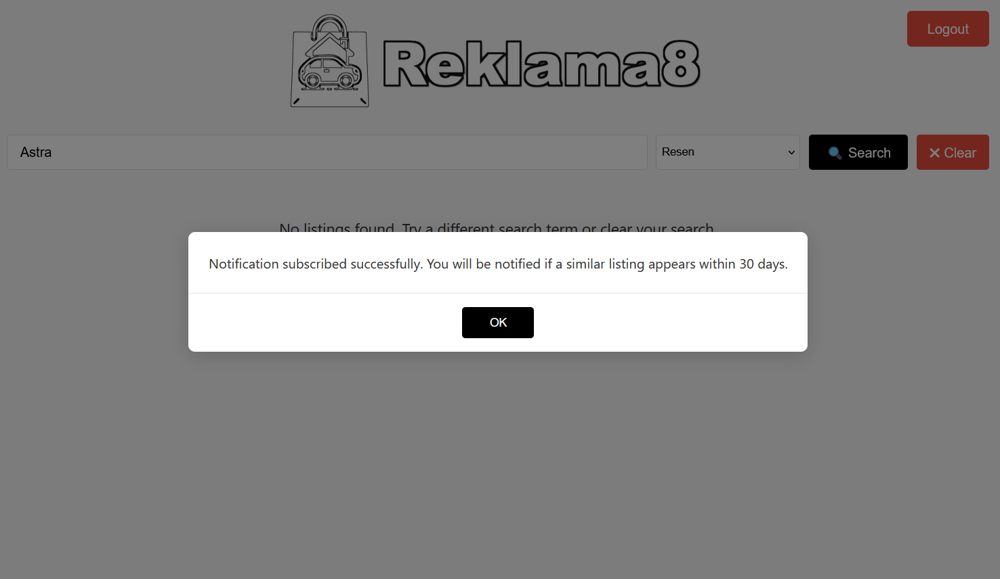 Reklama8
Logout
Astra
Resen
Search
Clear
No listings found. Try a different search term or clear your search.
Notification subscribed successfully. You will be notified if a similar listing appears within 30 days.
OK